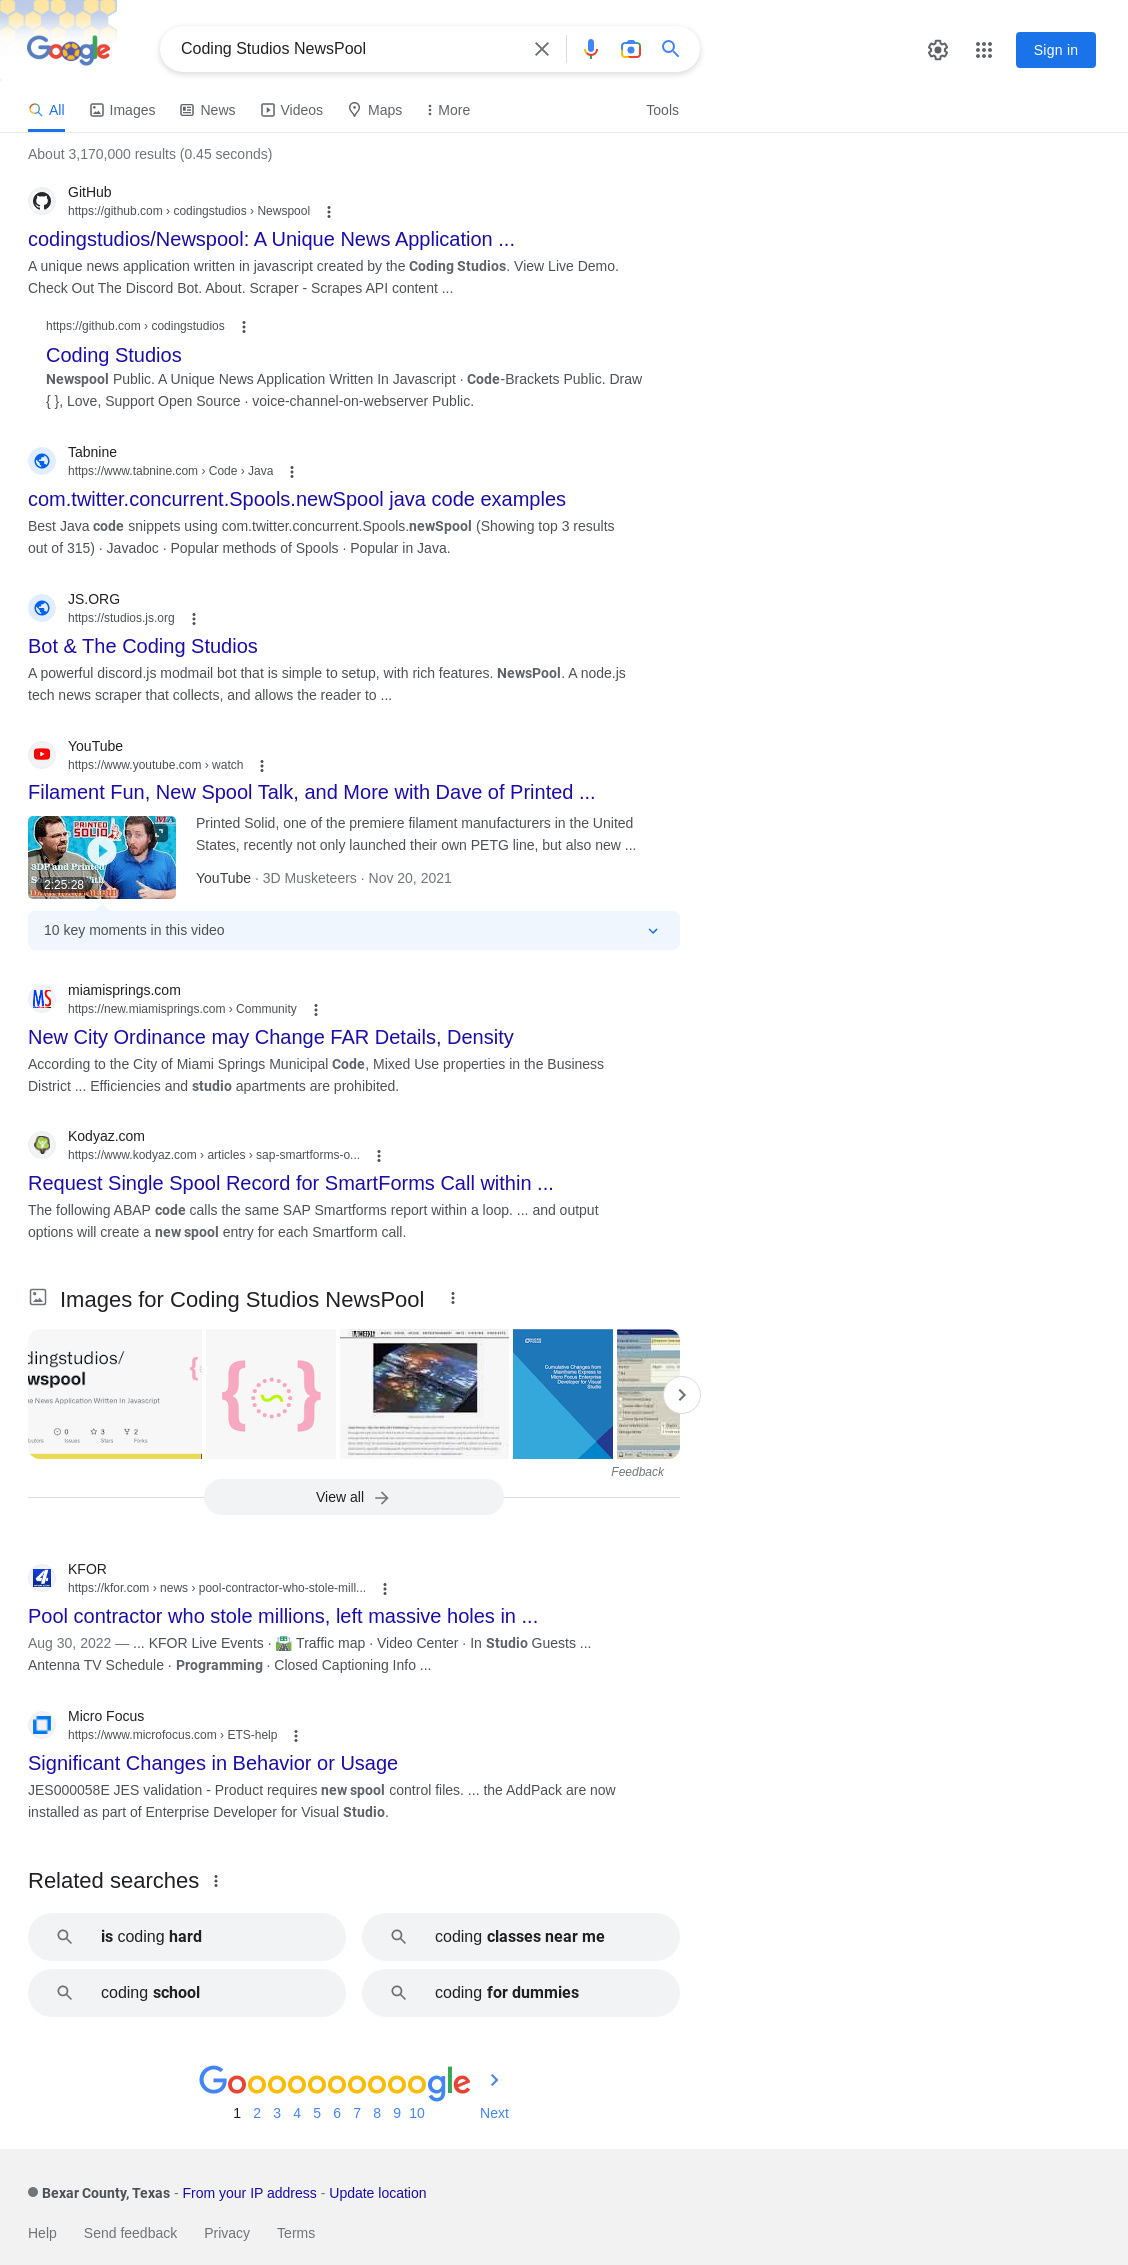 Google
Coding Studios NewsPool
Sign in
All
Images
News
Videos
Maps
More
Tools
About 3,170,000 results (0.45 seconds)
GitHub
https://github.com › codingstudios › Newspool
codingstudios/Newspool: A Unique News Application ...
A unique news application written in javascript created by the Coding Studios. View Live Demo.
Check Out The Discord Bot. About. Scraper - Scrapes API content ...
https://github.com › codingstudios
Coding Studios
Newspool Public. A Unique News Application Written In Javascript · Code-Brackets Public. Draw
{ }, Love, Support Open Source · voice-channel-on-webserver Public.
Tabnine
https://www.tabnine.com › Code › Java
com.twitter.concurrent.Spools.newSpool java code examples
Best Java code snippets using com.twitter.concurrent.Spools.newSpool (Showing top 3 results
out of 315) · Javadoc · Popular methods of Spools · Popular in Java.
JS.ORG
https://studios.js.org
Bot & The Coding Studios
A powerful discord.js modmail bot that is simple to setup, with rich features. NewsPool. A node.js
tech news scraper that collects, and allows the reader to ...
YouTube
https://www.youtube.com › watch
Filament Fun, New Spool Talk, and More with Dave of Printed ...
PRINTED
SOLID
3DP and Printed
2:25:28
Printed Solid, one of the premiere filament manufacturers in the United
States, recently not only launched their own PETG line, but also new ...
YouTube · 3D Musketeers · Nov 20, 2021
10 key moments in this video
MS
miamisprings.com
https://new.miamisprings.com › Community
New City Ordinance may Change FAR Details, Density
According to the City of Miami Springs Municipal Code, Mixed Use properties in the Business
District ... Efficiencies and studio apartments are prohibited.
Kodyaz.com
https://www.kodyaz.com › articles › sap-smartforms-o...
Request Single Spool Record for SmartForms Call within ...
The following ABAP code calls the same SAP Smartforms report within a loop. ... and output
options will create a new spool entry for each Smartform call.
Images for Coding Studios NewsPool
dingstudios/
wspool
ue News Application Written In Javascript
0
Issues
3
Stars
2
Forks
Cumulative Changes from
Mainframe Express to
Micro Focus Enterprise
Developer for Visual
Studio
Feedback
View all
4
KFOR
https://kfor.com › news › pool-contractor-who-stole-mill...
Pool contractor who stole millions, left massive holes in ...
Aug 30, 2022 — ... KFOR Live Events · 🛣️ Traffic map · Video Center · In Studio Guests ...
Antenna TV Schedule · Programming · Closed Captioning Info ...
Micro Focus
https://www.microfocus.com › ETS-help
Significant Changes in Behavior or Usage
JES000058E JES validation - Product requires new spool control files. ... the AddPack are now
installed as part of Enterprise Developer for Visual Studio.
Related searches
is coding hard
coding classes near me
coding school
coding for dummies
Goooooooooogle
1 2 3 4 5 6 7 8 9 10 Next
Bexar County, Texas - From your IP address - Update location
Help
Send feedback
Privacy
Terms